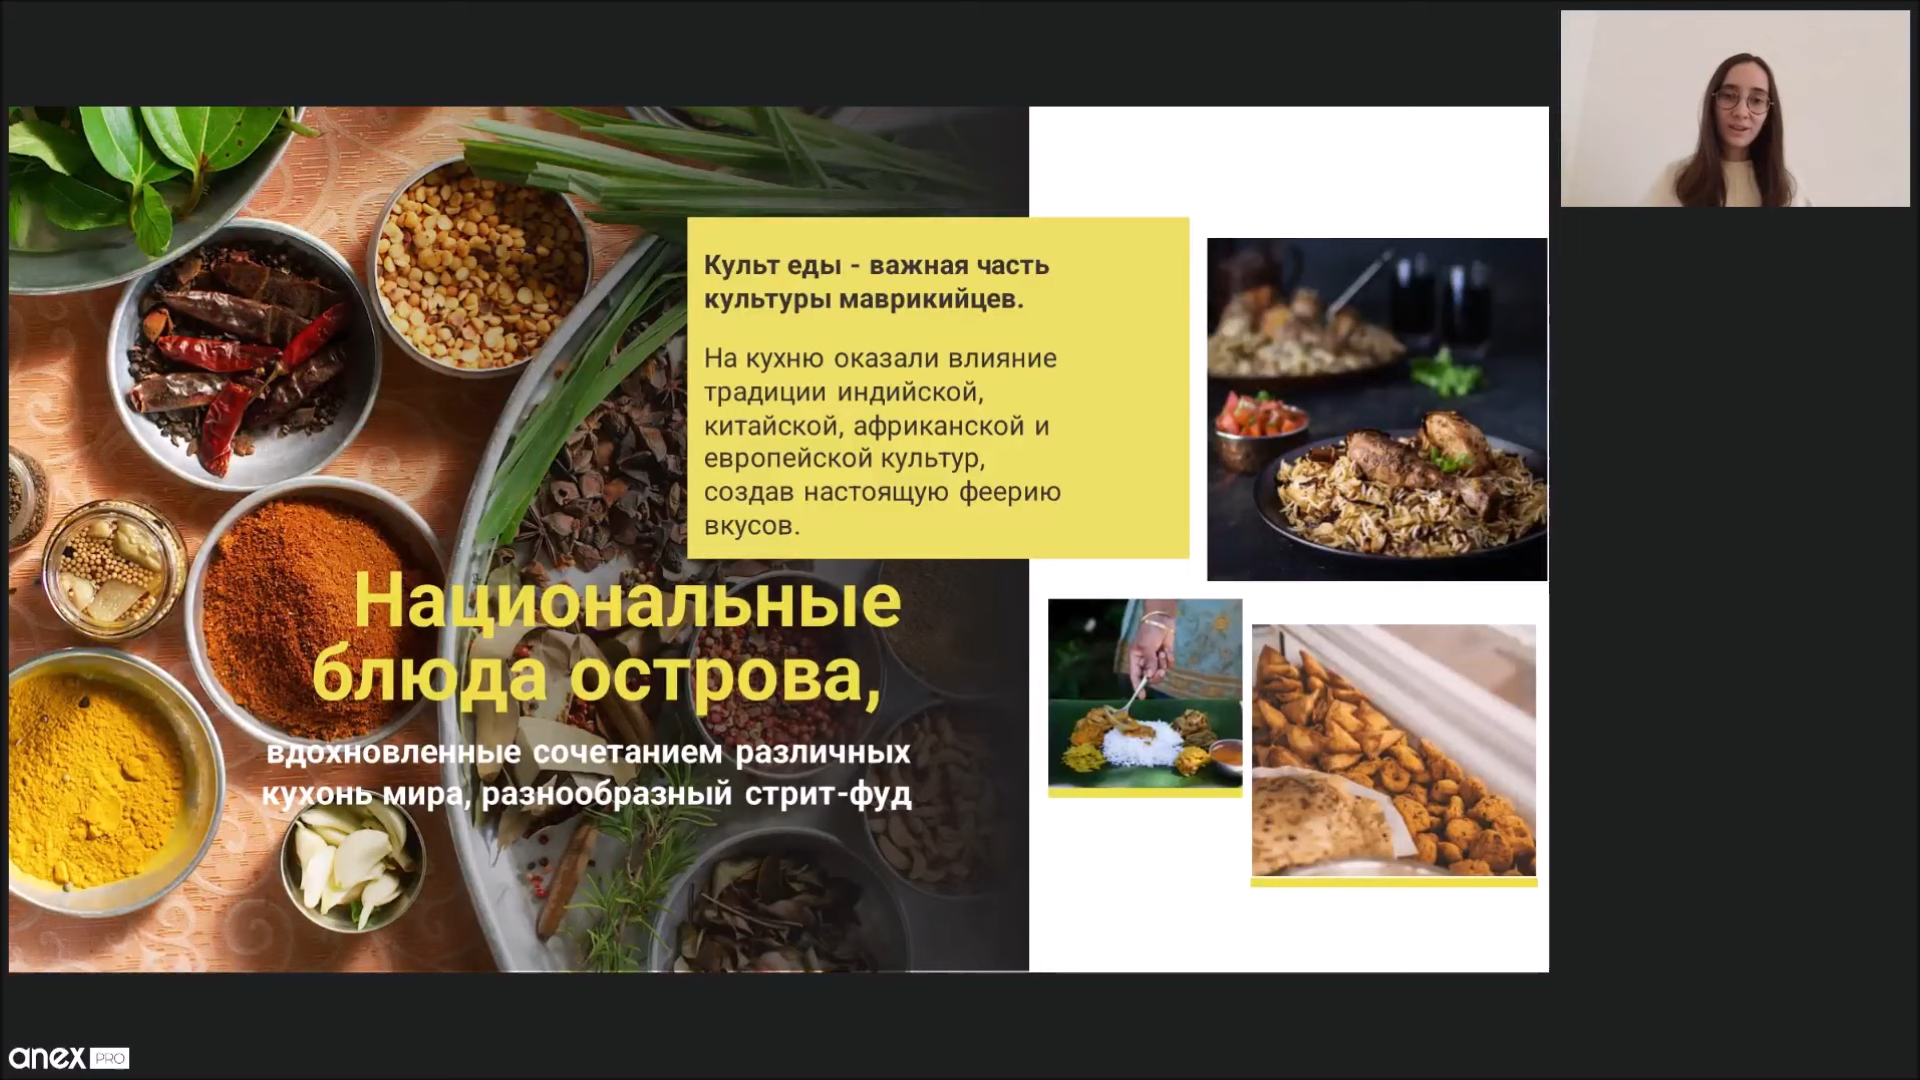 Культ еды - важная часть
культуры маврикийцев.
На кухню оказали влияние
традиции индийской,
китайской, африканской и
европейской культур,
создав настоящую феерию
вкусов.
Национальные
блюда острова,
вдохновленные сочетанием различных
кухонь мира, разнообразный стрит-фуд
anex PRO